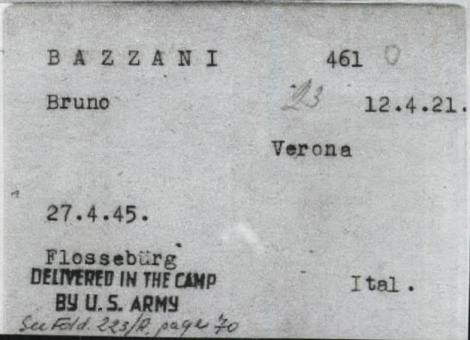 B A Z Z A N I 461 0
Bruno 23 12.4.21.
Verona
27.4.45.
Flossebürg
Ital.
DELIVERED IN THE CAMP
BY U.S. ARMY
See Fold. 223/R. page 70